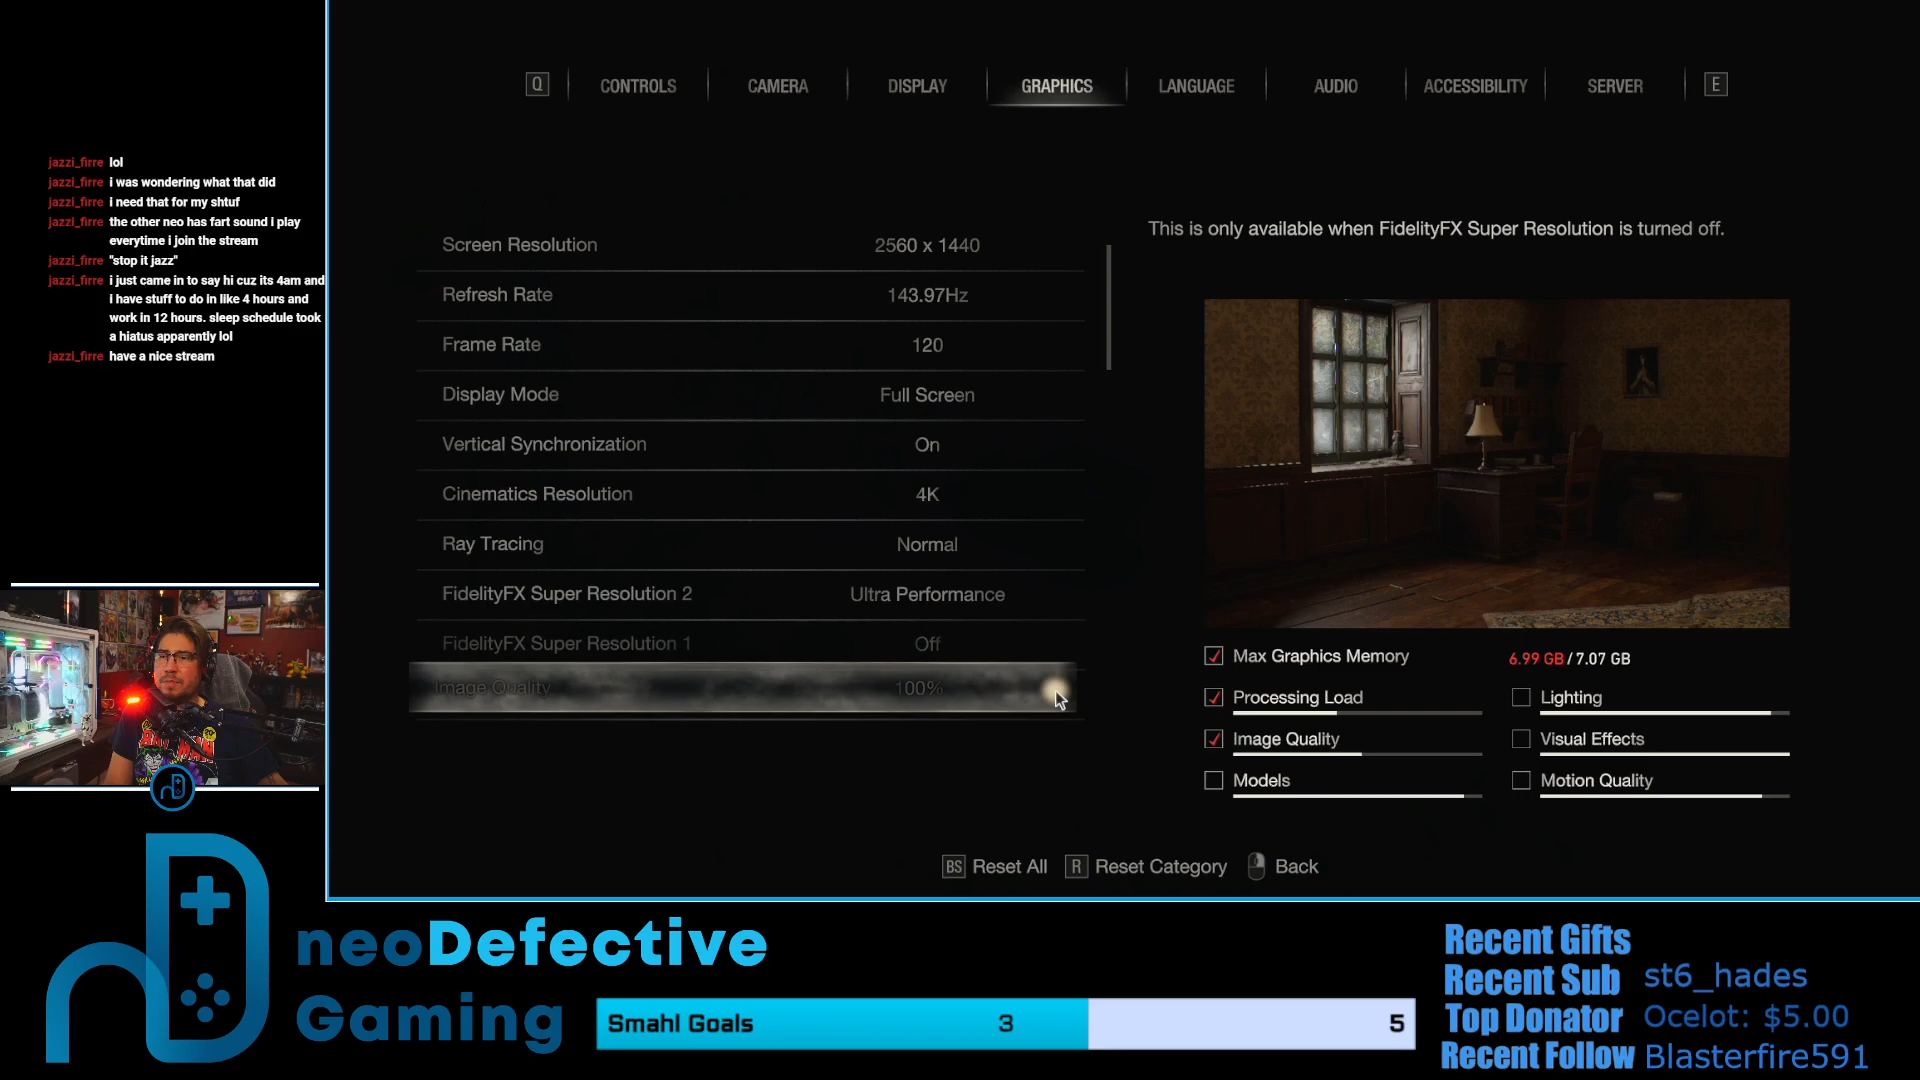 Q CONTROLS CAMERA DISPLAY GRAPHICS LANGUAGE AUDIO ACCESSIBILITY SERVER E
jazzi_firre lol
jazzi_firre i was wondering what that did
jazzi_firre i need that for my shtuf
jazzi_firre the other neo has fart sound i play
everytime i join the stream
jazzi_firre "stop it jazz"
jazzi_firre i just came in to say hi cuz its 4am and
i have stuff to do in like 4 hours and
work in 12 hours. sleep schedule took
a hiatus apparently lol
jazzi_firre have a nice stream
Screen Resolution 2560 x 1440
Refresh Rate 143.97Hz
Frame Rate 120
Display Mode Full Screen
Vertical Synchronization On
Cinematics Resolution 4K
Ray Tracing Normal
FidelityFX Super Resolution 2 Ultra Performance
FidelityFX Super Resolution 1 Off
Image Quality 100%
This is only available when FidelityFX Super Resolution is turned off.
Max Graphics Memory 6.99 GB / 7.07 GB
Processing Load Lighting
Image Quality Visual Effects
Models Motion Quality
BS Reset All R Reset Category Back
neoDefective
Gaming
Smahl Goals 3 5
Recent Gifts
Recent Sub st6_hades
Top Donator Ocelot: $5.00
Recent Follow Blasterfire591